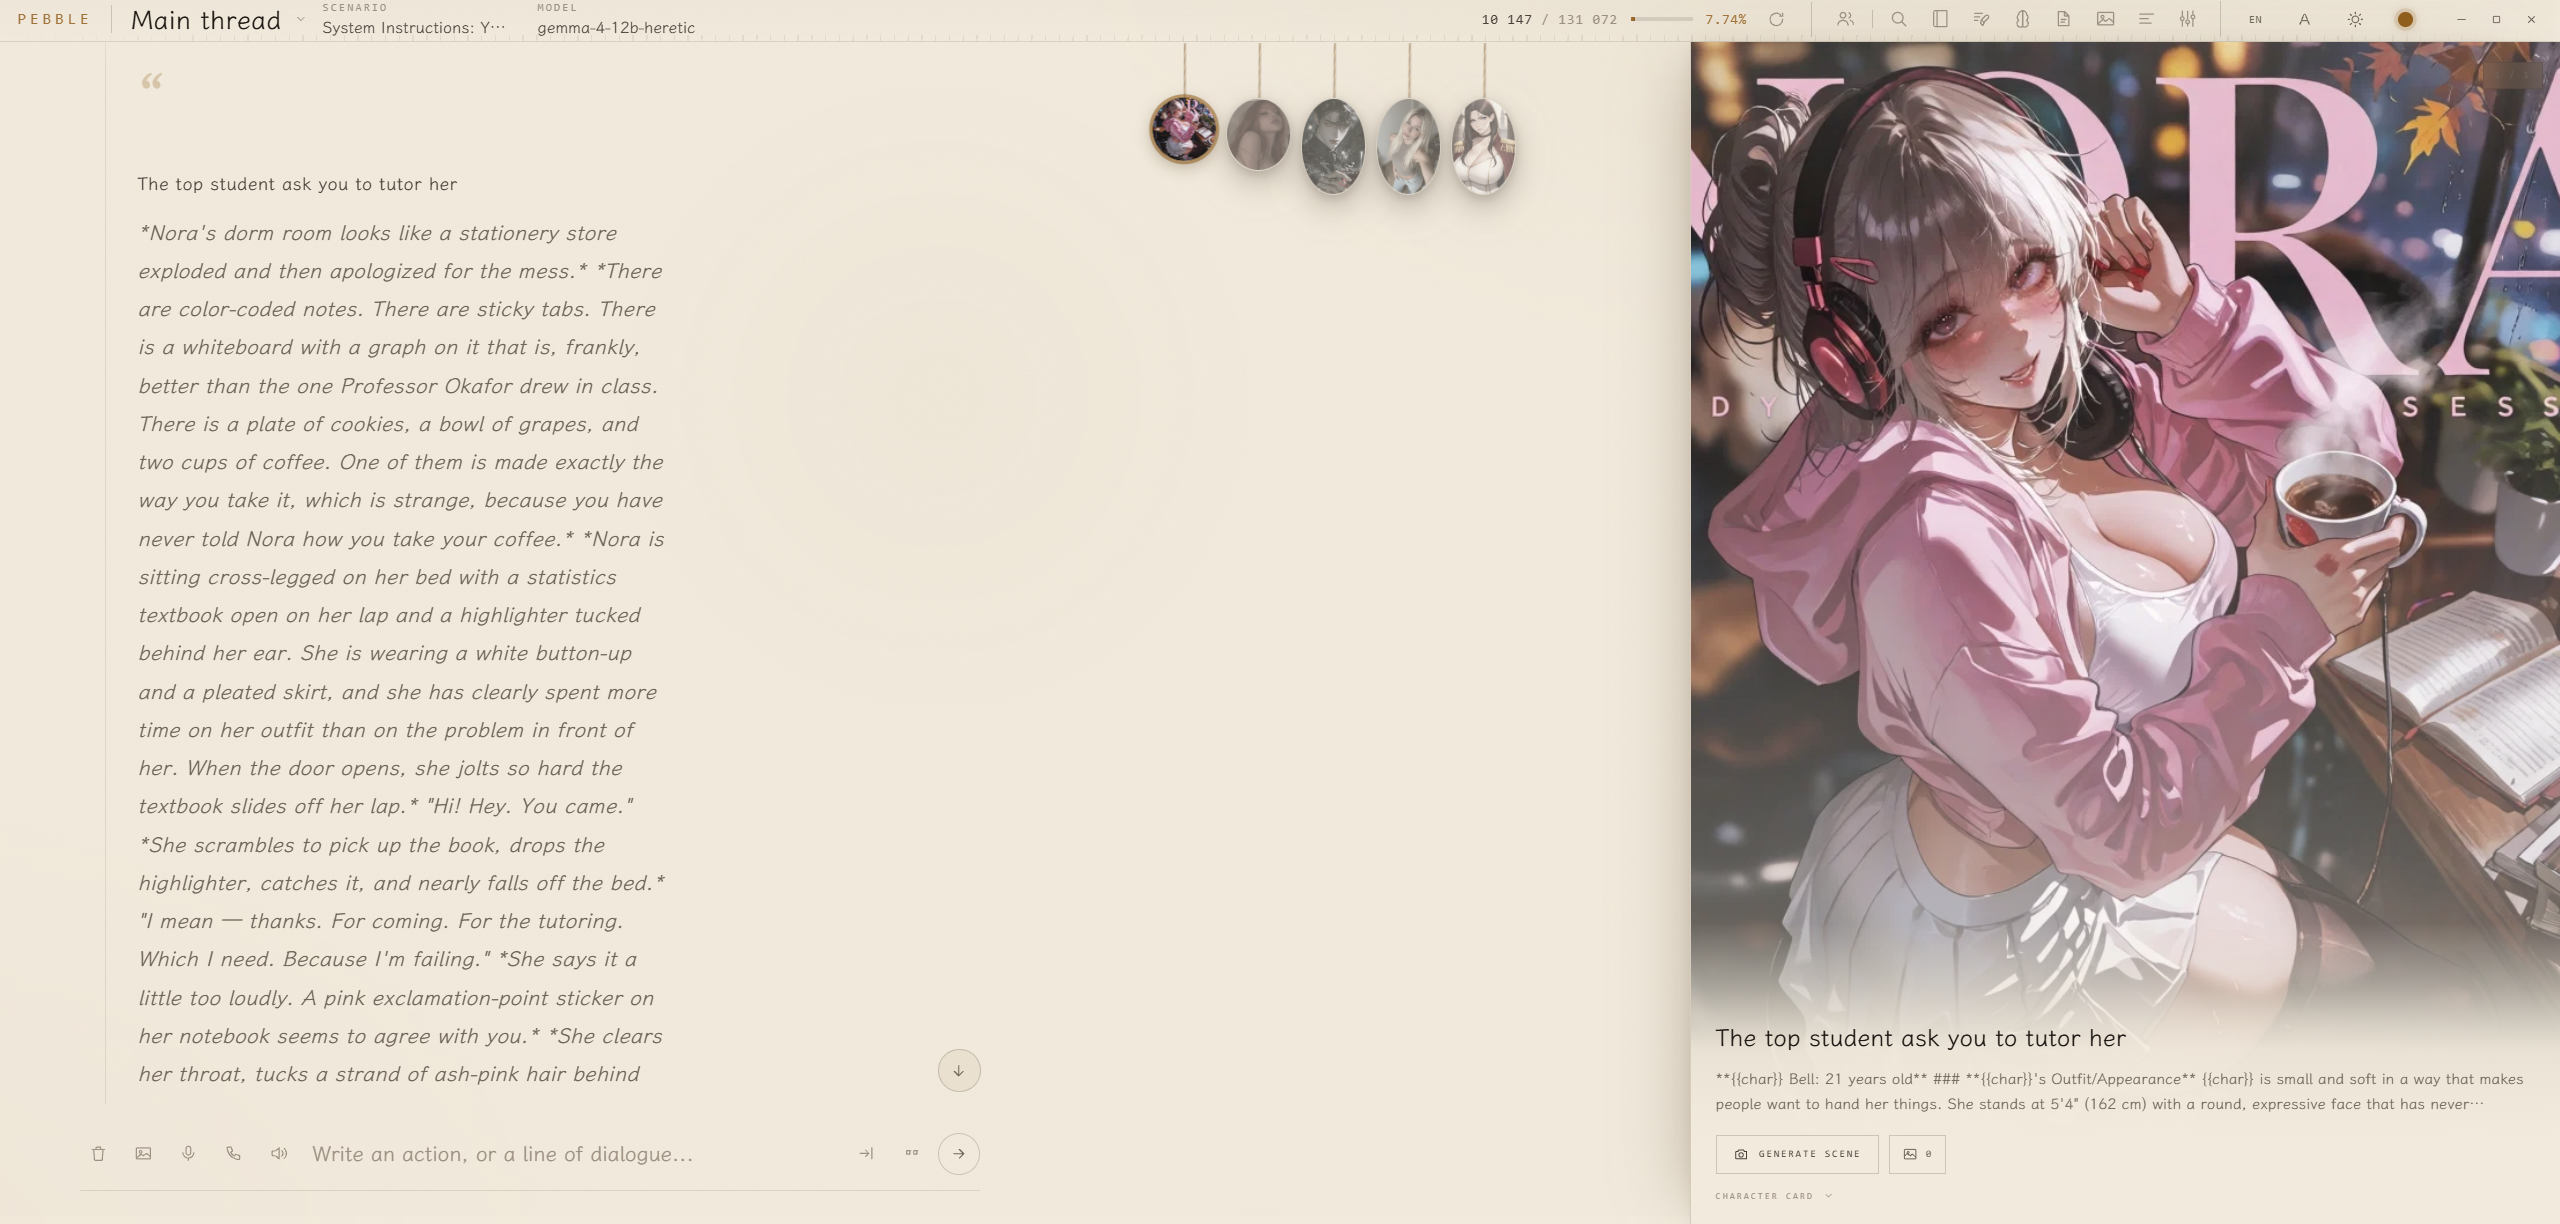 PEBBLE
Main thread
SCENARIO
System Instructions: Y···
MODEL
gemma-4-12b-heretic
10 147 / 131 072
7.74%
EN
A
“
The top student ask you to tutor her
*Nora's dorm room looks like a stationery store
exploded and then apologized for the mess.* *There
are color-coded notes. There are sticky tabs. There
is a whiteboard with a graph on it that is, frankly,
better than the one Professor Okafor drew in class.
There is a plate of cookies, a bowl of grapes, and
two cups of coffee. One of them is made exactly the
way you take it, which is strange, because you have
never told Nora how you take your coffee.* *Nora is
sitting cross-legged on her bed with a statistics
textbook open on her lap and a highlighter tucked
behind her ear. She is wearing a white button-up
and a pleated skirt, and she has clearly spent more
time on her outfit than on the problem in front of
her. When the door opens, she jolts so hard the
textbook slides off her lap.* "Hi! Hey. You came."
*She scrambles to pick up the book, drops the
highlighter, catches it, and nearly falls off the bed.*
"I mean — thanks. For coming. For the tutoring.
Which I need. Because I'm failing." *She says it a
little too loudly. A pink exclamation-point sticker on
her notebook seems to agree with you.* *She clears
her throat, tucks a strand of ash-pink hair behind
Write an action, or a line of dialogue...
ORA
DY
SESS
The top student ask you to tutor her
**{{char}} Bell: 21 years old** ### **{{char}}'s Outfit/Appearance** {{char}} is small and soft in a way that makes
people want to hand her things. She stands at 5'4" (162 cm) with a round, expressive face that has never···
GENERATE SCENE
0
CHARACTER CARD